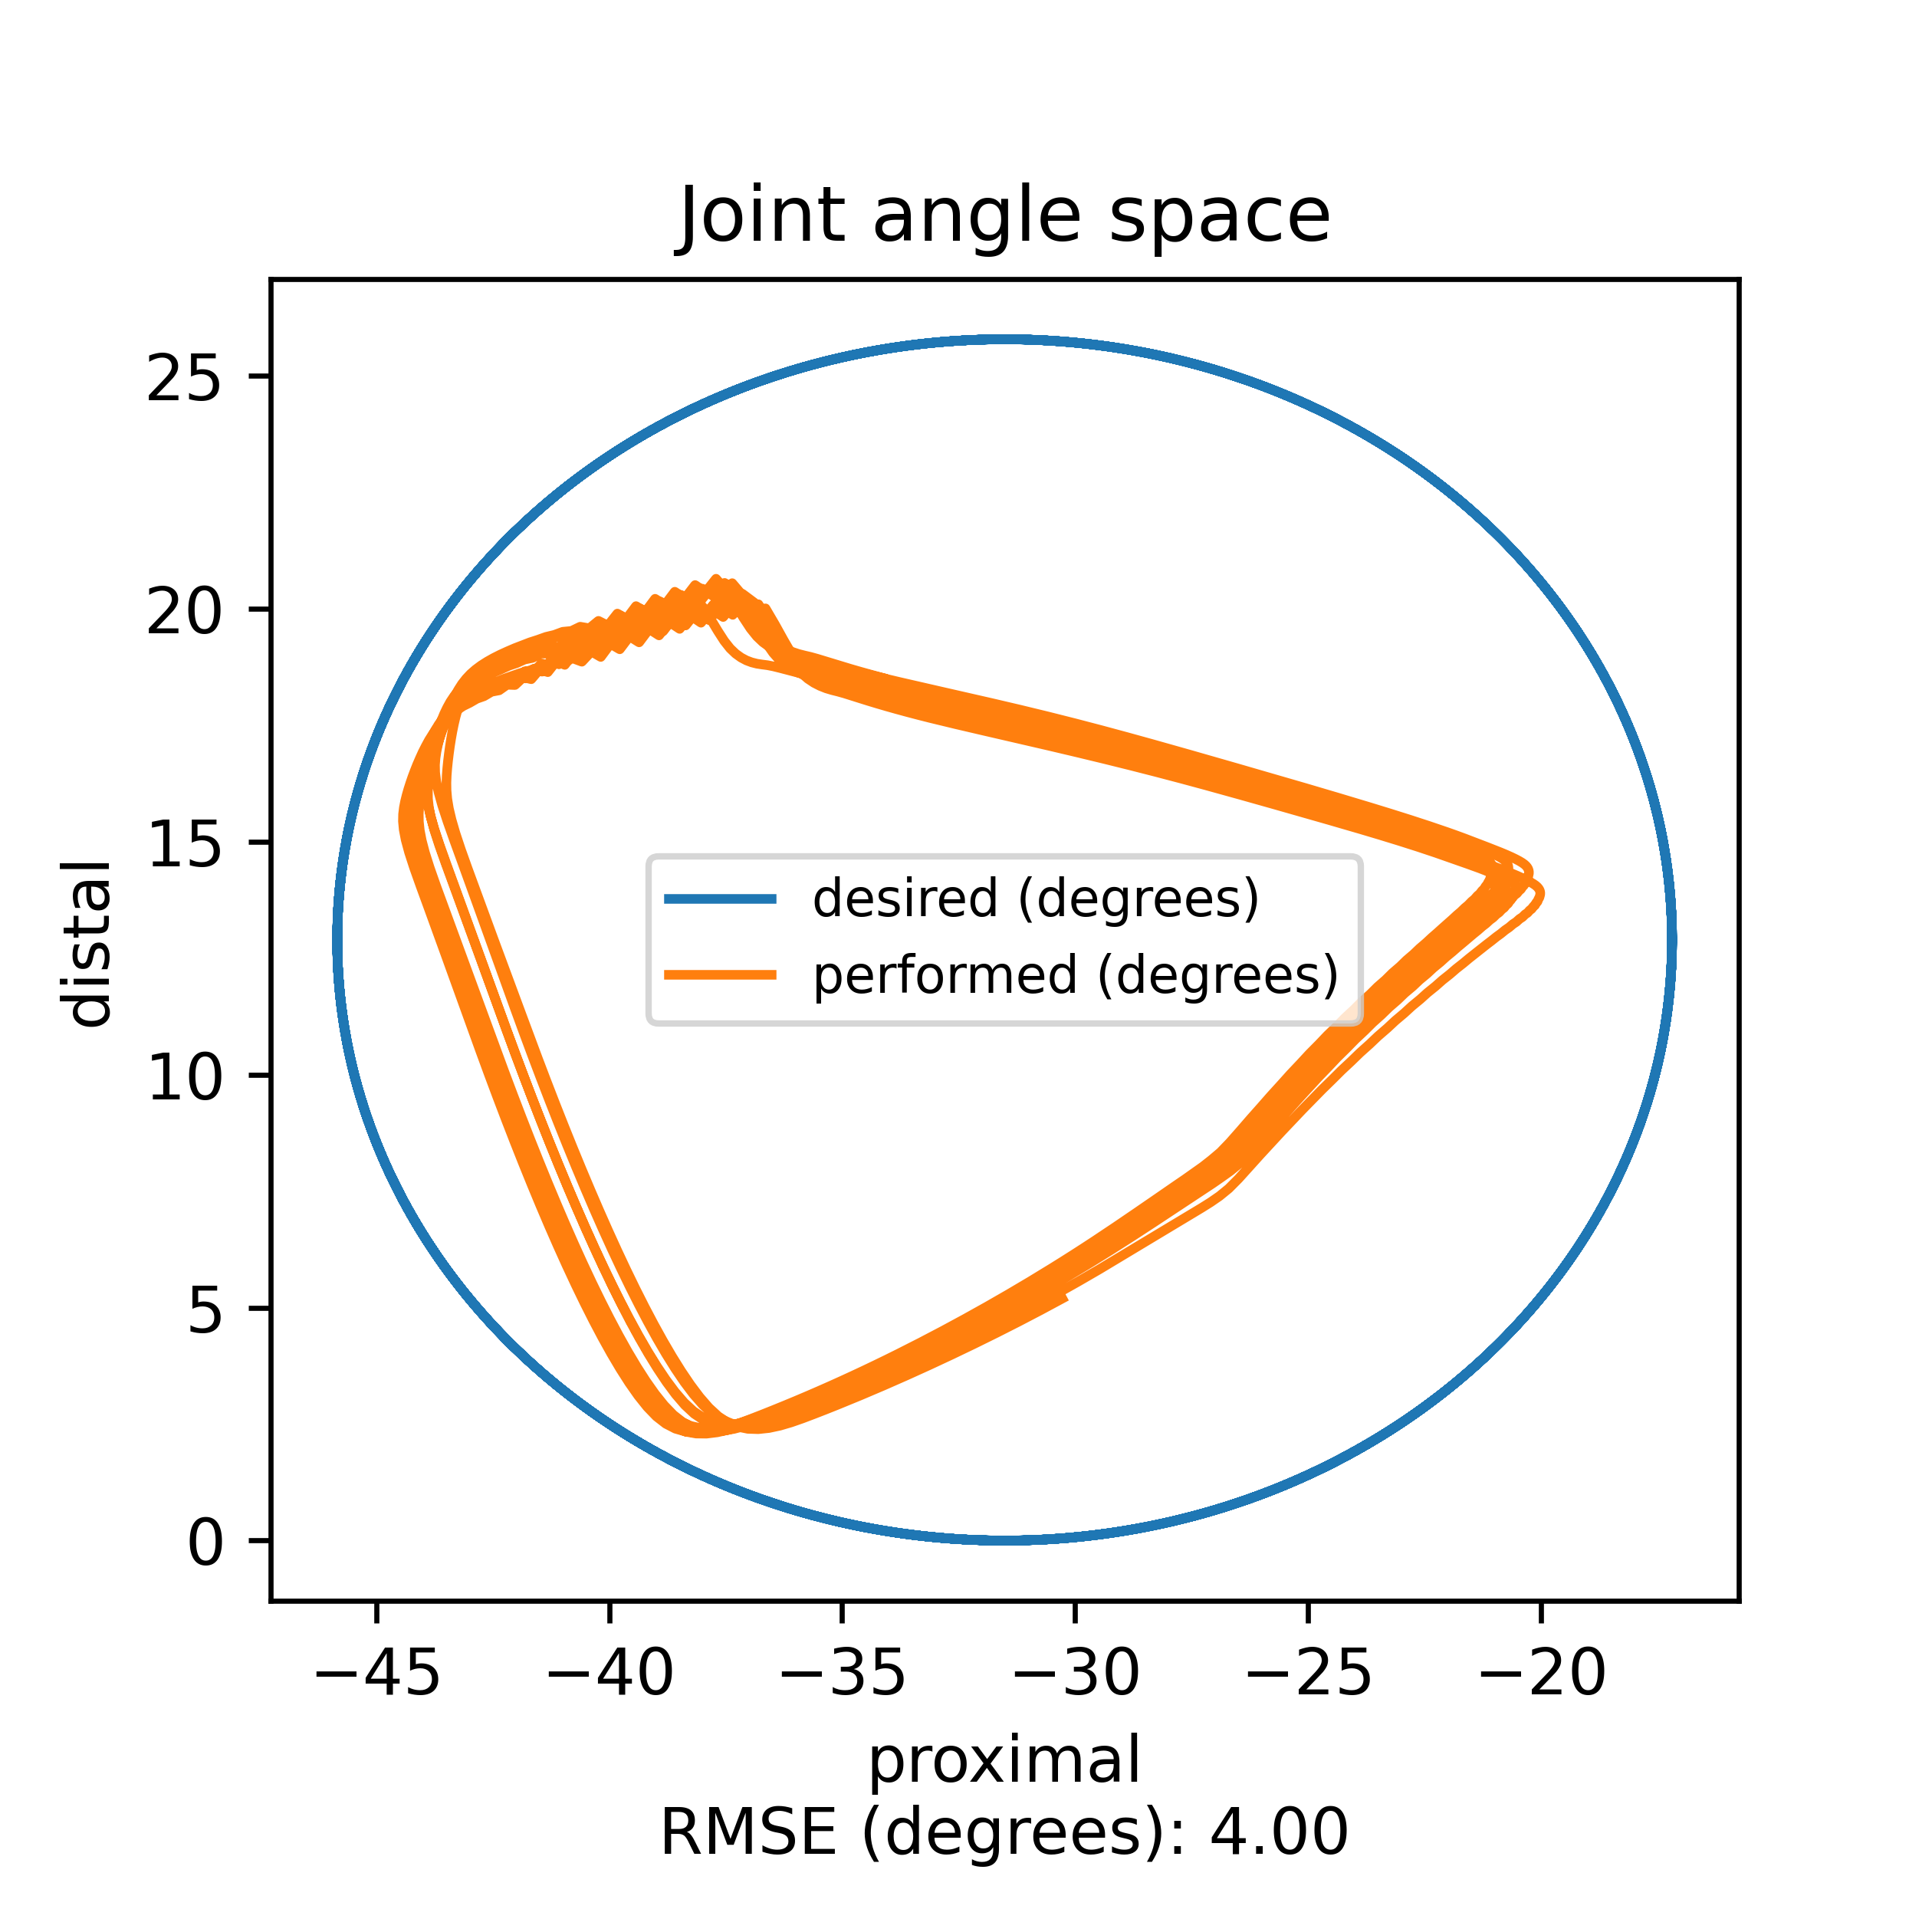 Joint angle space
distal
25
20
15
10
5
0
desired (degrees)
performed (degrees)
−45
−40
−35
−30
−25
−20
proximal
RMSE (degrees): 4.00